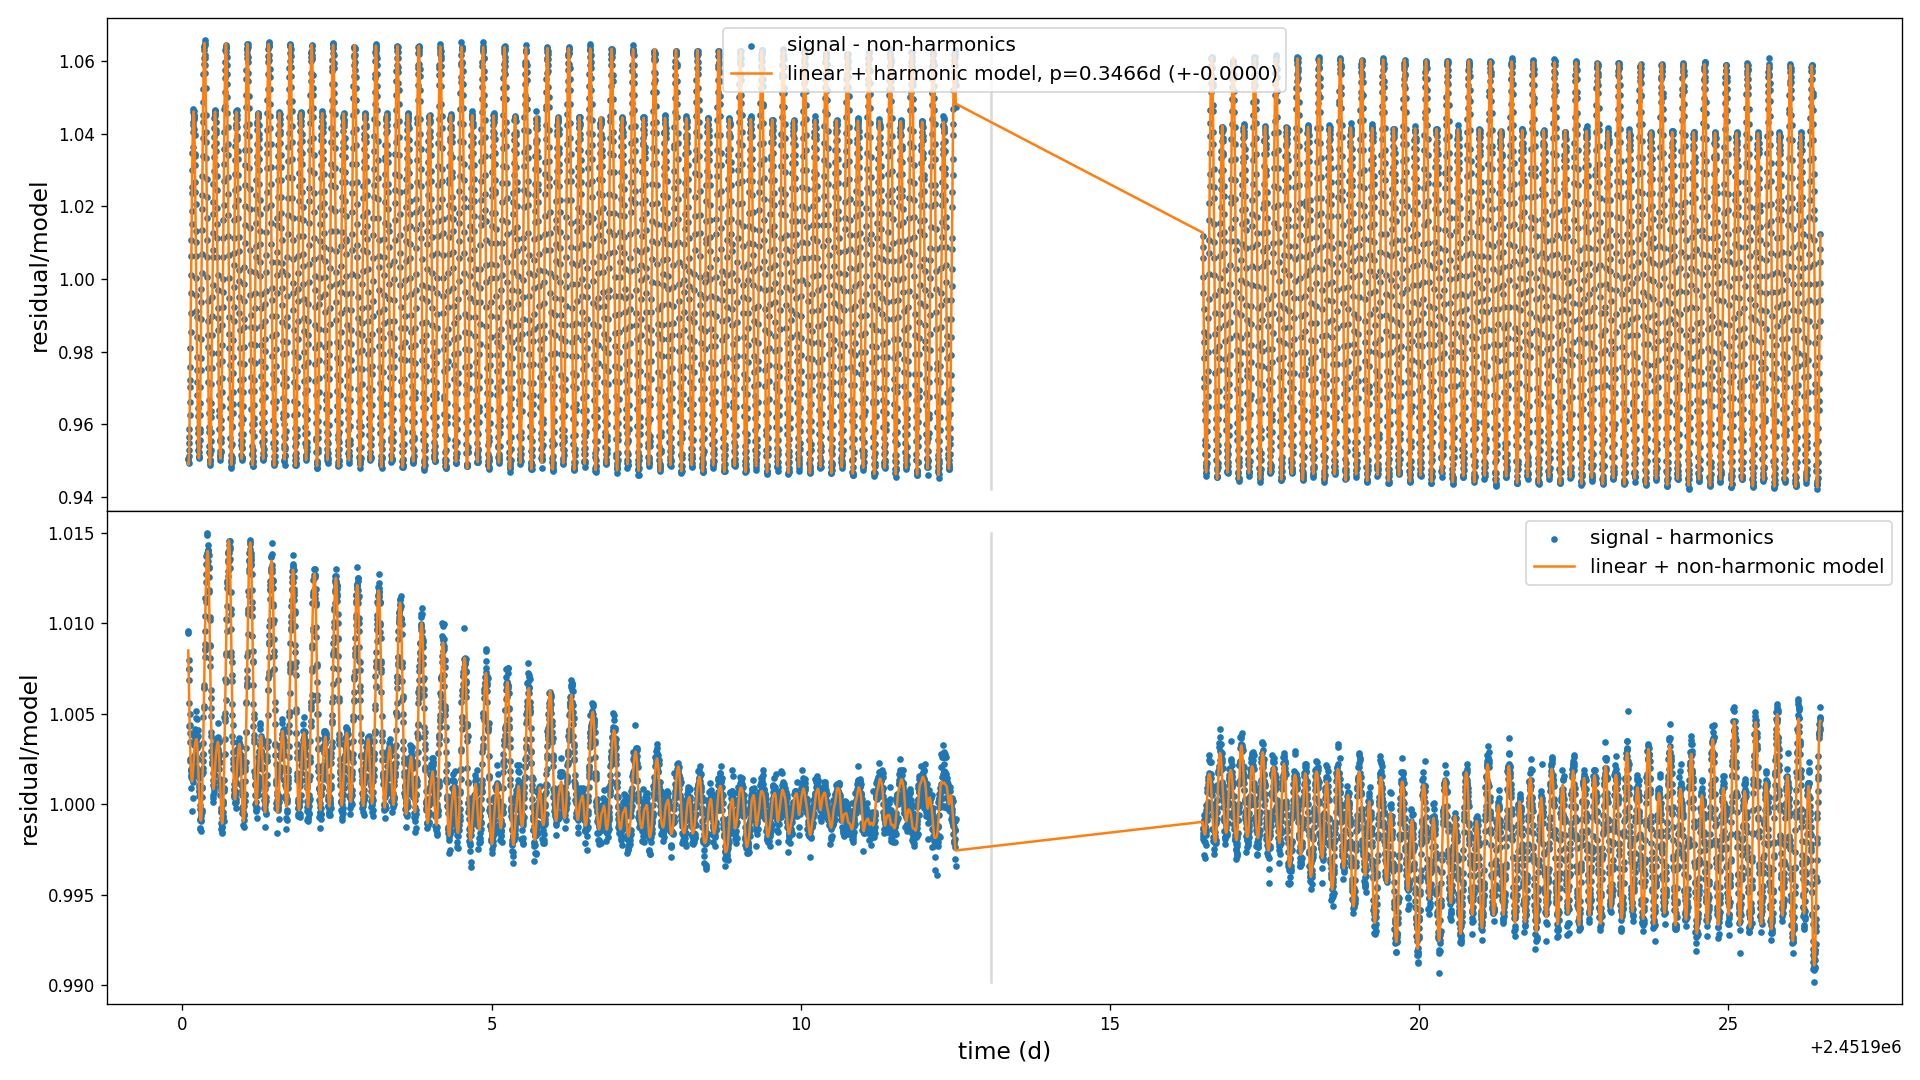 signal - non-harmonics
linear + harmonic model, p=0.3466d (+-0.0000)
1.06
1.04
1.02
1.00
0.98
0.96
0.94
residual/model
signal - harmonics
linear + non-harmonic model
1.015
1.010
1.005
1.000
0.995
0.990
residual/model
0 5 10 15 20 25
time (d)
+2.4519e6